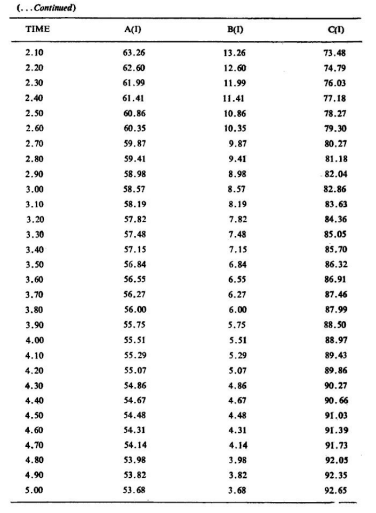 (...Continued)
TIME A(I) B(I) C(I)
2.10 63.26 13.26 73.48
2.20 62.60 12.60 74.79
2.30 61.99 11.99 76.03
2.40 61.41 11.41 77.18
2.50 60.86 10.86 78.27
2.60 60.35 10.35 79.30
2.70 59.87 9.87 80.27
2.80 59.41 9.41 81.18
2.90 58.98 8.98 82.04
3.00 58.57 8.57 82.86
3.10 58.19 8.19 83.63
3.20 57.82 7.82 84.36
3.30 57.48 7.48 85.05
3.40 57.15 7.15 85.70
3.50 56.84 6.84 86.32
3.60 56.55 6.55 86.91
3.70 56.27 6.27 87.46
3.80 56.00 6.00 87.99
3.90 55.75 5.75 88.50
4.00 55.51 5.51 88.97
4.10 55.29 5.29 89.43
4.20 55.07 5.07 89.86
4.30 54.86 4.86 90.27
4.40 54.67 4.67 90.66
4.50 54.48 4.48 91.03
4.60 54.31 4.31 91.39
4.70 54.14 4.14 91.73
4.80 53.98 3.98 92.05
4.90 53.82 3.82 92.35
5.00 53.68 3.68 92.65